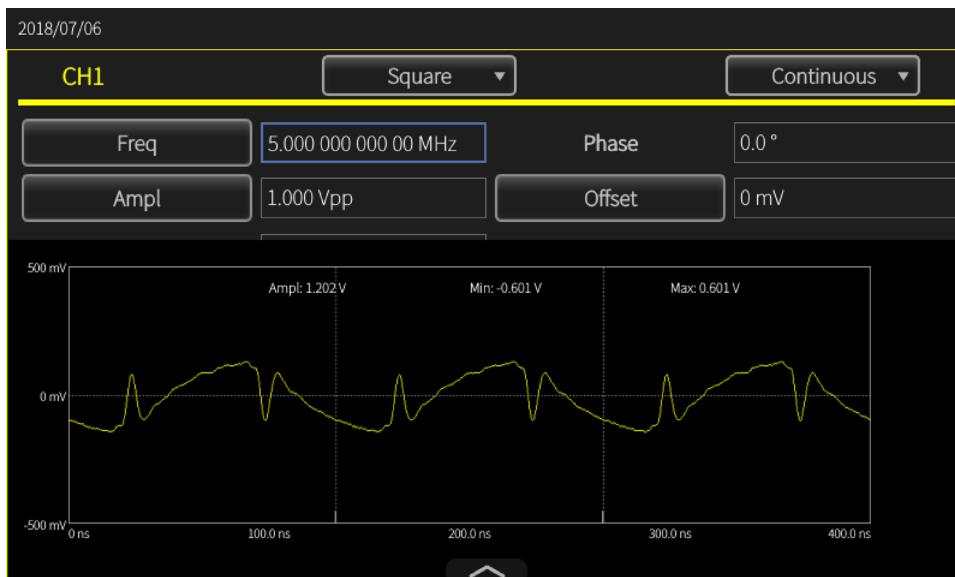 2018/07/06
CH1 Square Continuous
Freq 5.000 000 000 00 MHz Phase 0.0 °
Ampl 1.000 Vpp Offset 0 mV
500 mV
Ampl: 1.202 V Min: -0.601 V Max: 0.601 V
0 mV
-500 mV
0 ns 100.0 ns 200.0 ns 300.0 ns 400.0 ns